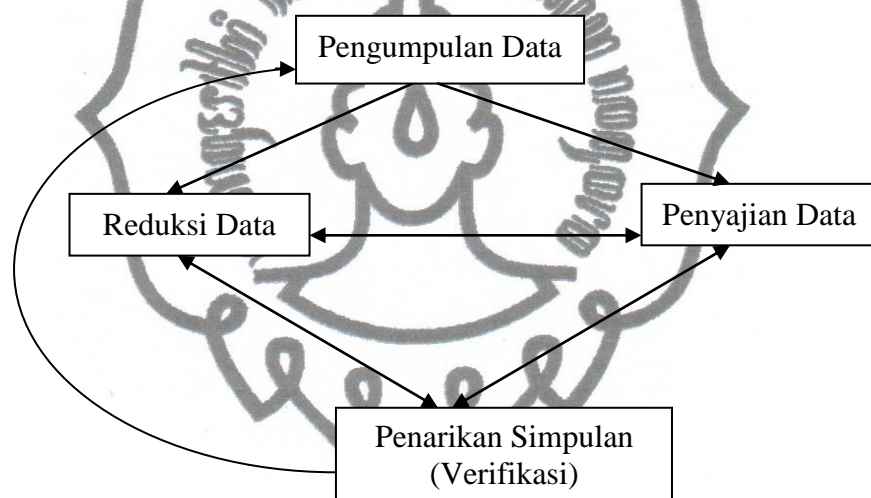 Pengumpulan Data
Reduksi Data
Penyajian Data
Penarikan Simpulan
(Verifikasi)